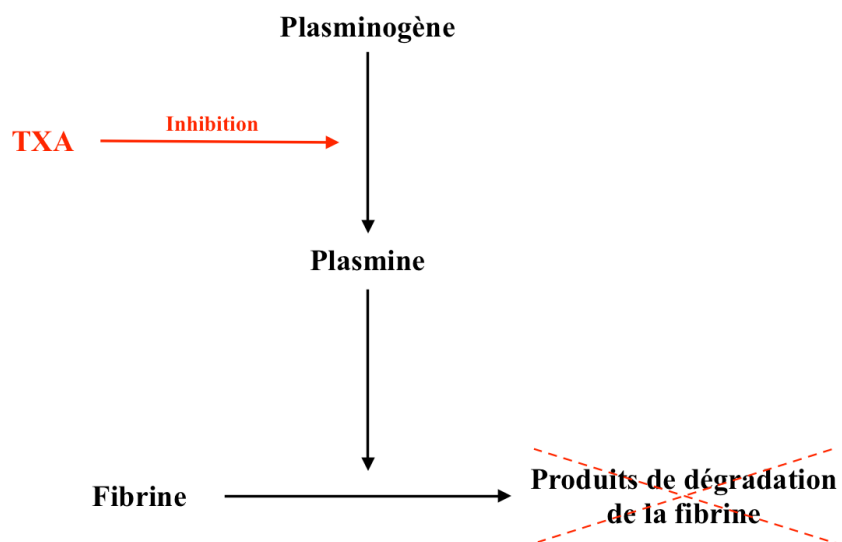 Plasminogène
Inhibition
TXA
Plasmine
Fibrine
Produits de dégradation
de la fibrine